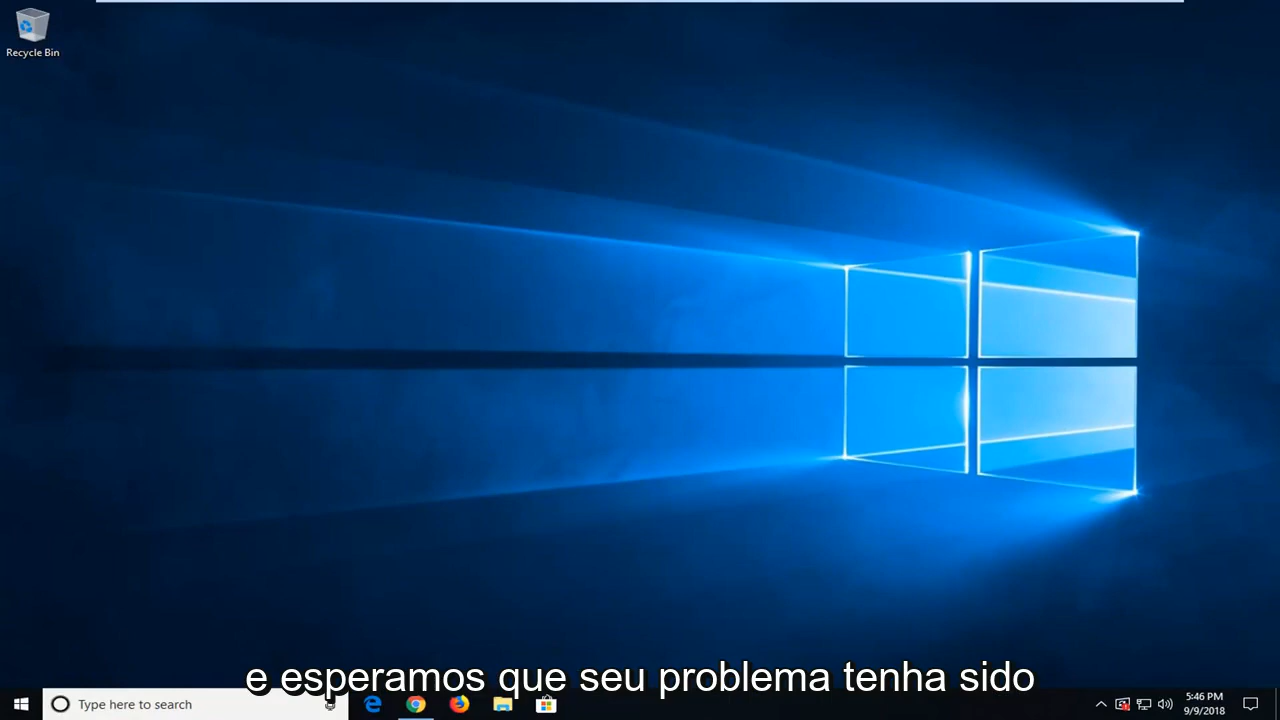 Recycle Bin
e esperamos que seu problema tenha sido
Type here to search
5:46 PM
9/9/2018